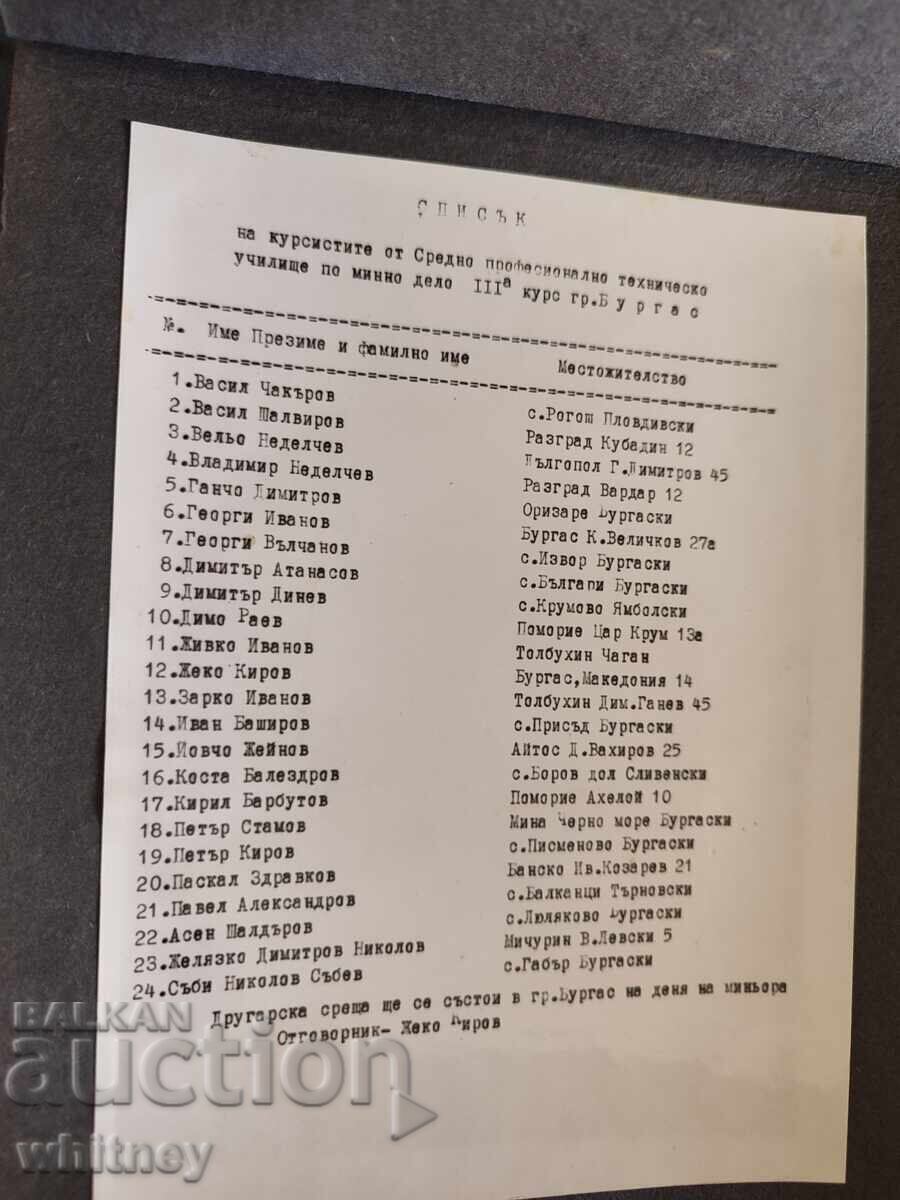 СПИСЪК
на курсистите от Средно професионално техническо
училище по минно дело IIIа курс гр.Бургас
№. Име Презиме и фамилно име Местожителство
1.Васил Чакъров с.Рогош Пловдивски
2.Васил Шалвиров Разград Кубадин 12
3.Вельо Неделчев Дългопол Г.Димитров 45
4.Владимир Неделчев Разград Вардар 12
5.Ганчо Димитров Оризаре Бургаски
6.Георги Иванов Бургас К.Величков 27а
7.Георги Вълчанов с.Извор Бургаски
8.Димитър Атанасов с.Българи Бургаски
9.Димитър Динев с.Крумово Ямболски
10.Димо Раев Поморие Цар Крум 13а
11.Живко Иванов Толбухин Чаган
12.Жеко Киров Бургас,Македония 14
13.Зарко Иванов Толбухин Дим.Ганев 45
14.Иван Баширов с.Присъд Бургаски
15.Йовчо Жейнов Айтос Д.Вахиров 25
16.Коста Балездров с.Боров дол Сливенски
17.Кирил Барбутов Поморие Ахелой 10
18.Петър Стамов Мина Черно море Бургаски
19.Петър Киров с.Писменово Бургаски
20.Паскал Здравков Банско Ив.Козарев 21
21.Павел Александров с.Балканци Търновски
22.Асен Шалдъров с.Люляково Бургаски
23.Желязко Димитров Николов Мичурин В.Левски 5
24.Съби Николов Събев с.Габър Бургаски
Другарска среща ще се състои в гр.Бургас на деня на миньора
Отговорник- Жеко Киров
BALKAN
auction
whitney